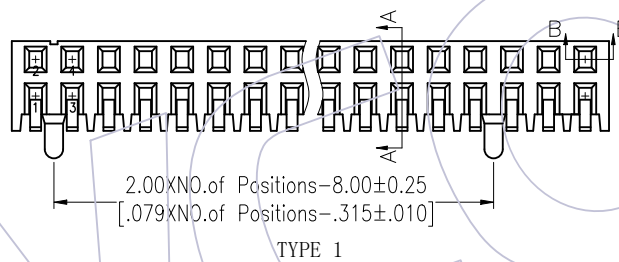 A
B
B
2 4
1 3
A
2.00XNO.of Positions-8.00±0.25
[.079XNO.of Positions-.315±.010]
TYPE 1